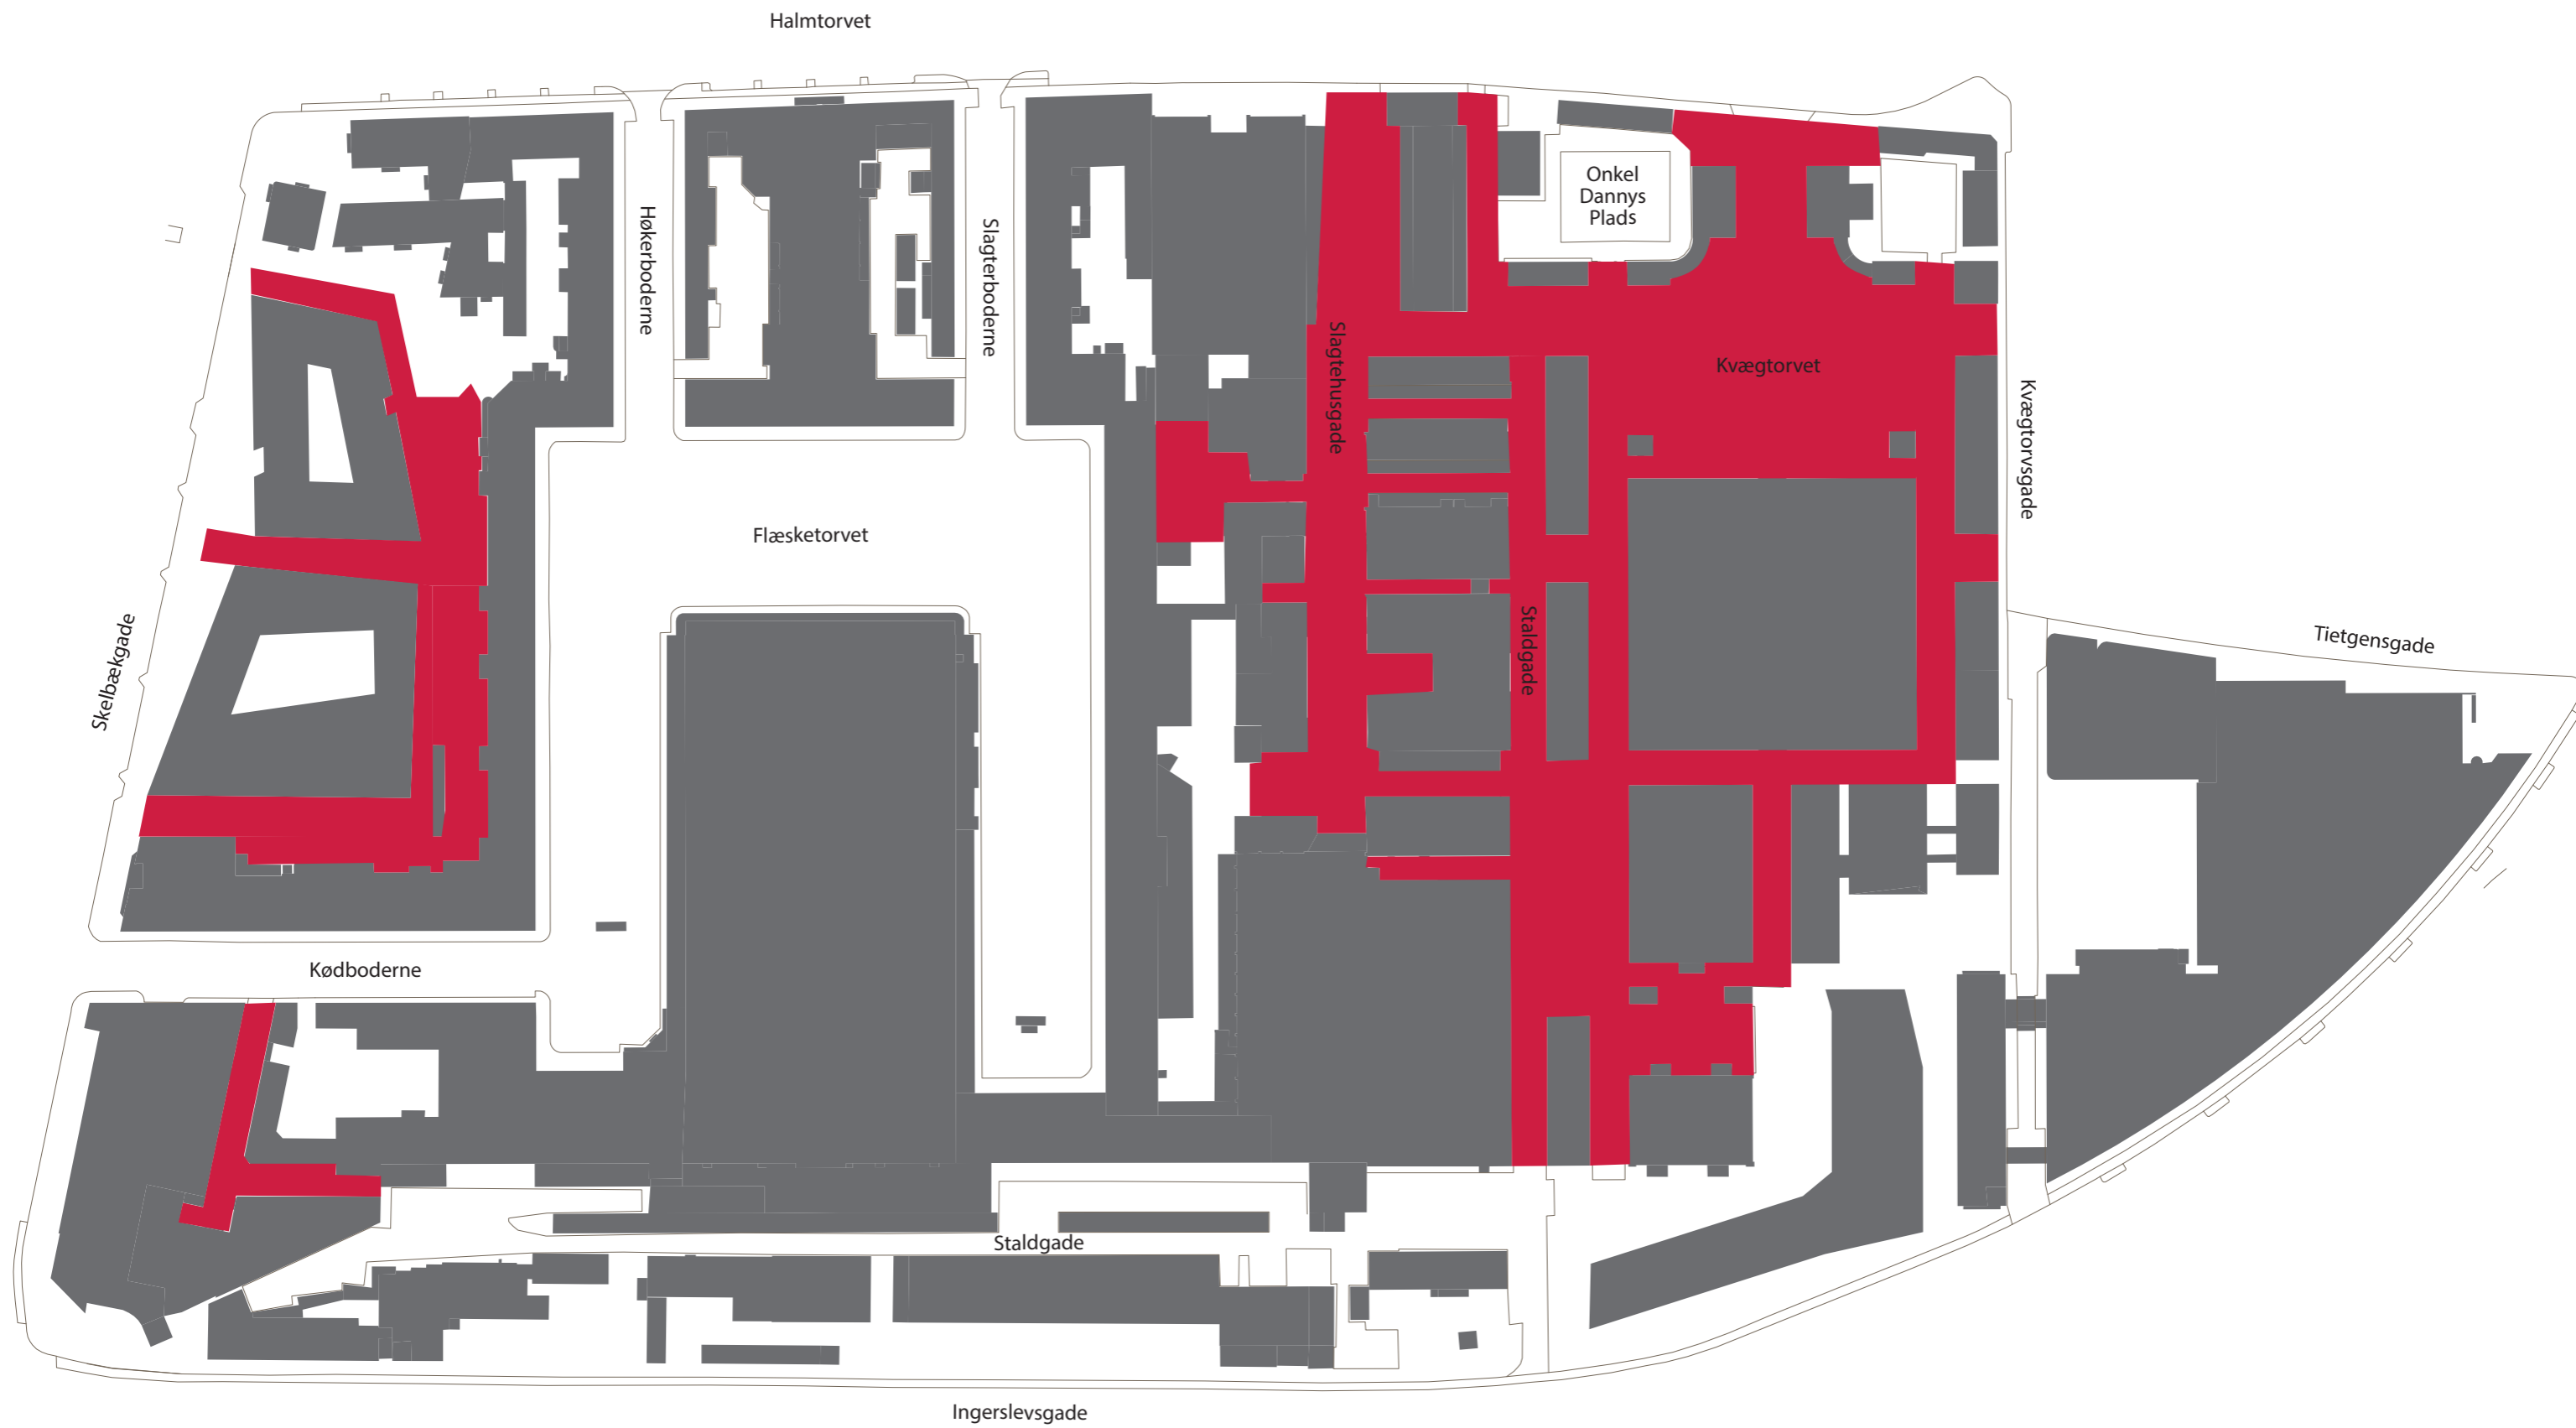 Halmtorvet
Onkel
Dannys
Plads
Høkerboderne
Slagterboderne
Slagtehusgade
Kvægtorvet
Kvægtorvsgade
Flæsketorvet
Skelbækgade
Staldgade
Tietgensgade
Kødboderne
Staldgade
Ingerslevsgade